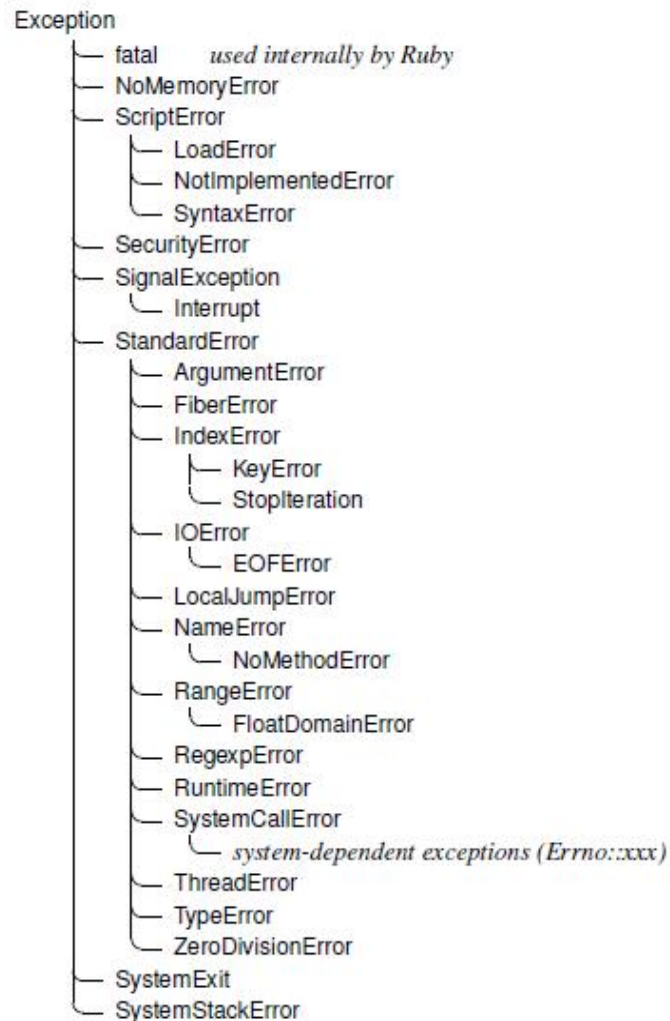 Exception
fatal used internally by Ruby
NoMemoryError
ScriptError
LoadError
NotImplementedError
SyntaxError
SecurityError
SignalException
Interrupt
StandardError
ArgumentError
FiberError
IndexError
KeyError
StopIteration
IOError
EOFError
LocalJumpError
NameError
NoMethodError
RangeError
FloatDomainError
RegexpError
RuntimeError
SystemCallError
system-dependent exceptions (Errno::xxx)
ThreadError
TypeError
ZeroDivisionError
SystemExit
SystemStackError